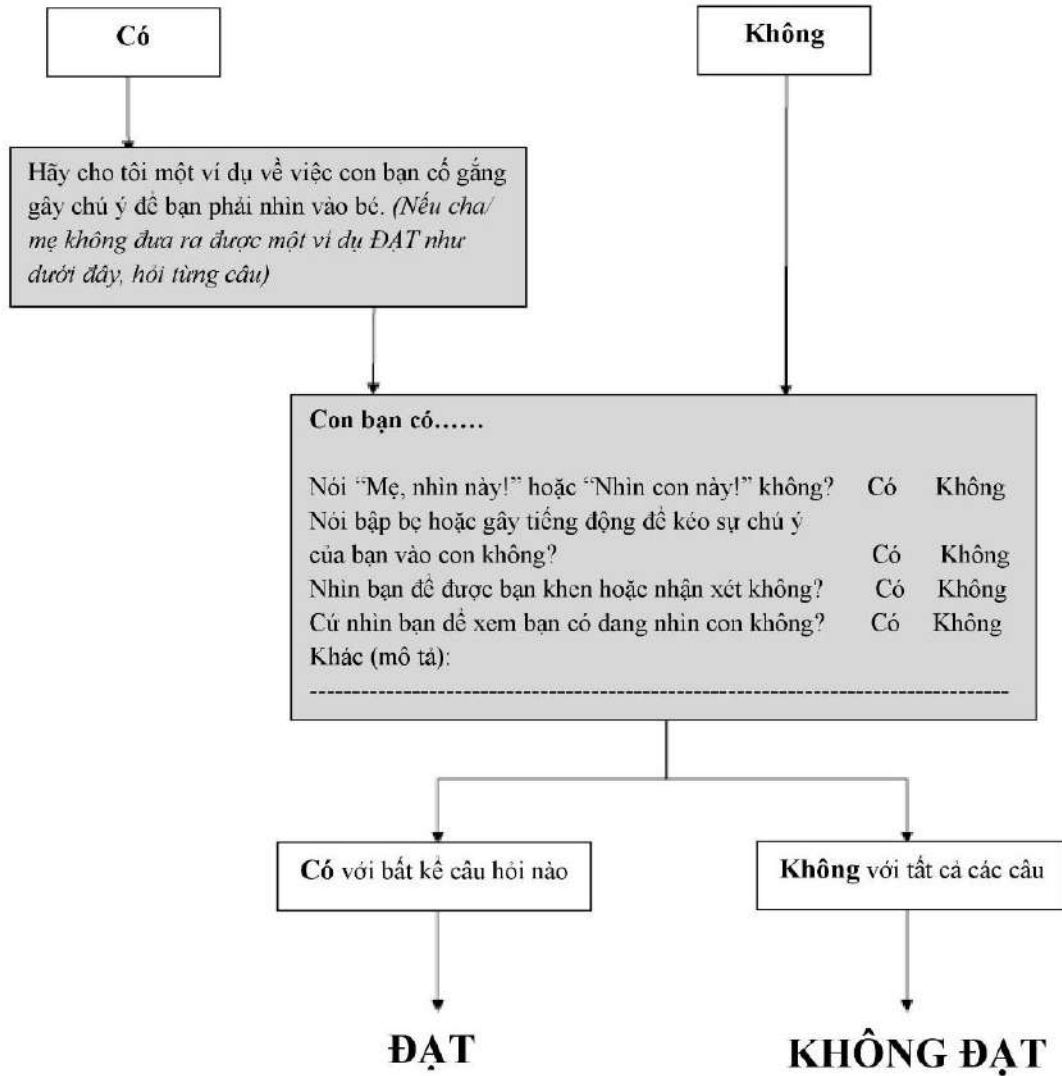 Có
Không
Hãy cho tôi một ví dụ về việc con bạn cố gắng
gây chú ý để bạn phải nhìn vào bé. (Nếu cha/
mẹ không đưa ra được một ví dụ ĐẠT như
dưới đây, hỏi từng câu)
Con bạn có……
Nói “Mẹ, nhìn này!” hoặc “Nhìn con này!” không? Có Không
Nói bập bẹ hoặc gây tiếng động để kéo sự chú ý
của bạn vào con không? Có Không
Nhìn bạn để được bạn khen hoặc nhận xét không? Có Không
Cứ nhìn bạn để xem bạn có đang nhìn con không? Có Không
Khác (mô tả):
Có với bất kể câu hỏi nào
Không với tất cả các câu
ĐẠT
KHÔNG ĐẠT